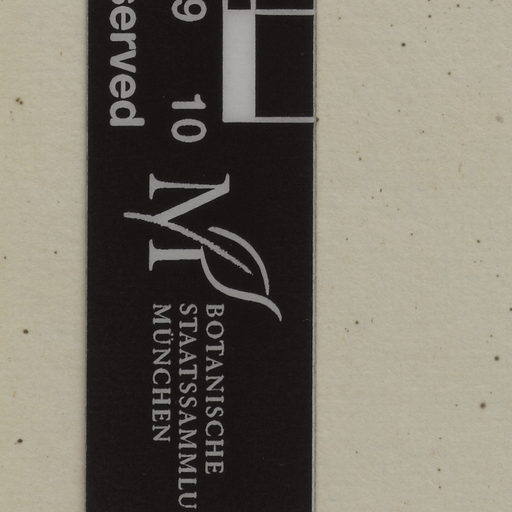 served
9 10
M
BOTANISCHE
STAATSSAMMLU
MÜNCHEN